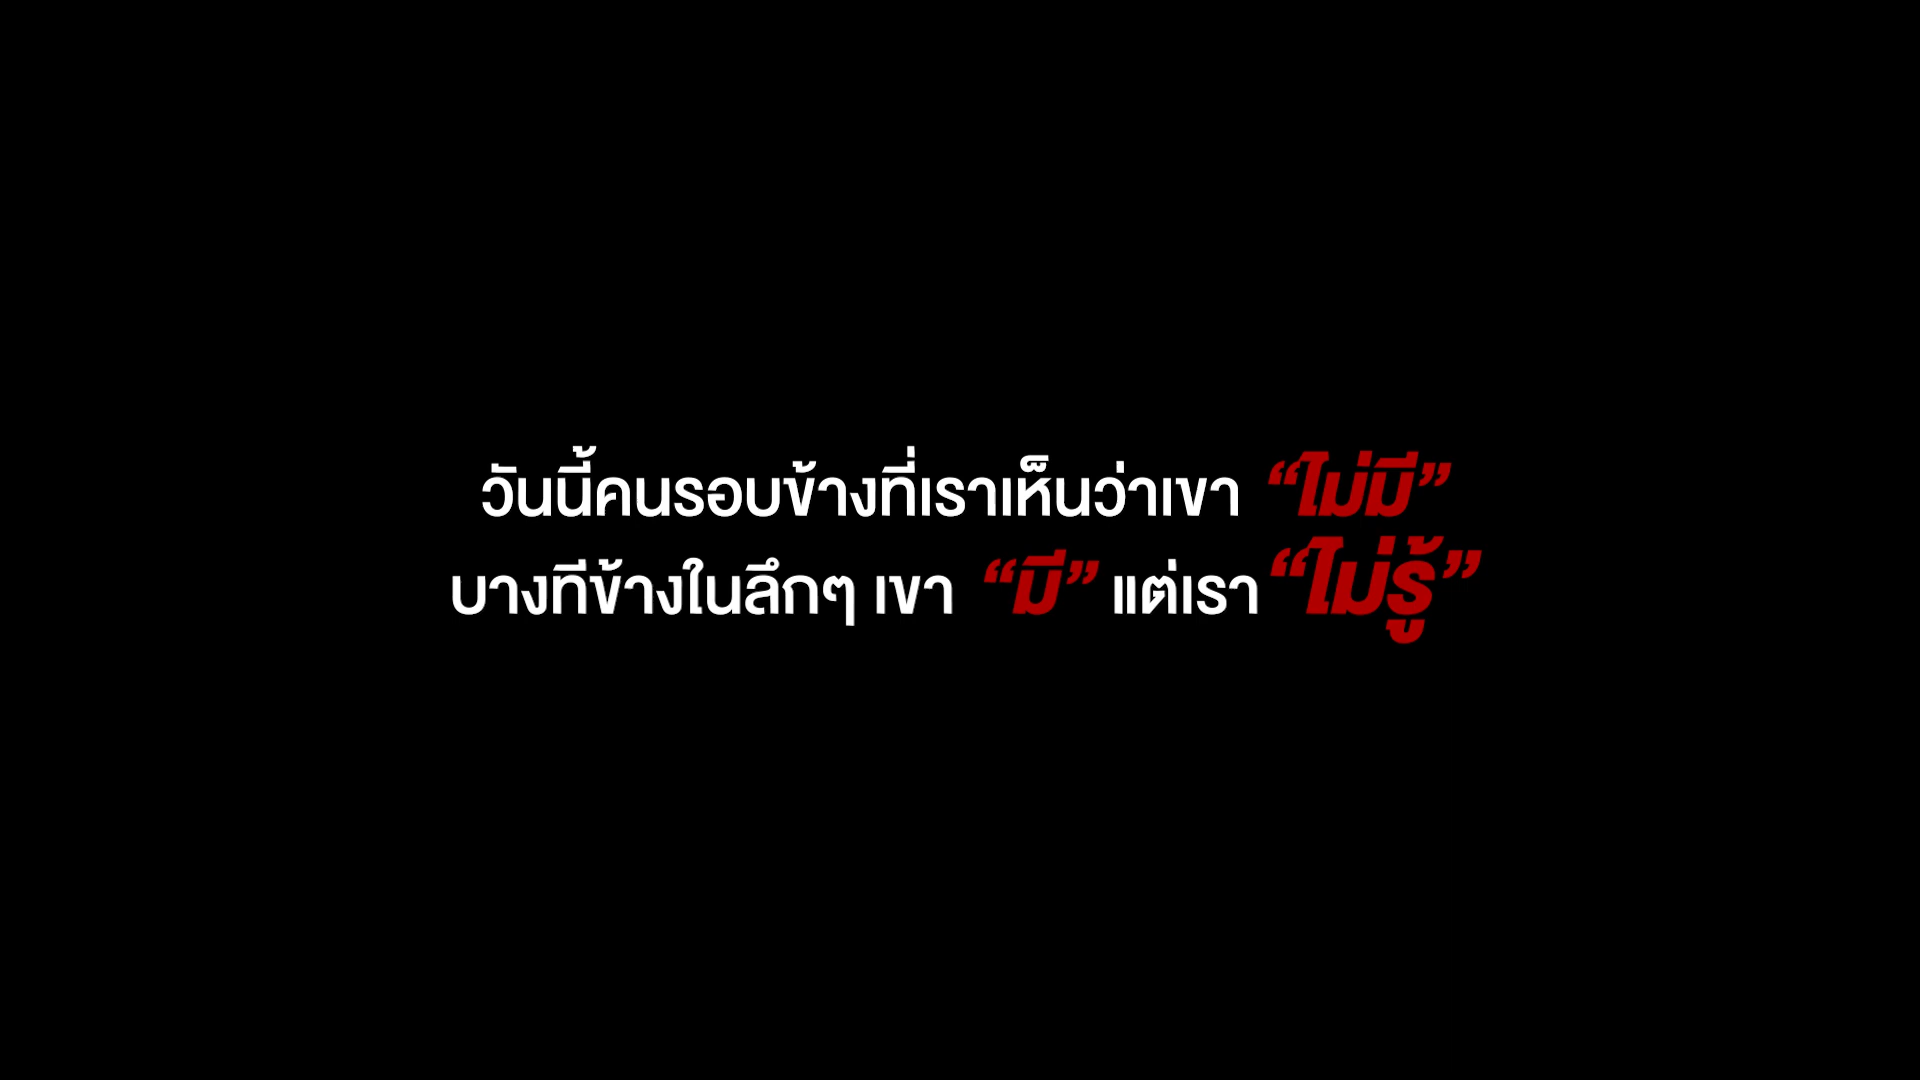 วันนี้คนรอบข้างที่เราเห็นว่าเขา “ไม่มี”
บางทีข้างในลึกๆ เขา “มี” แต่เรา “ไม่รู้”